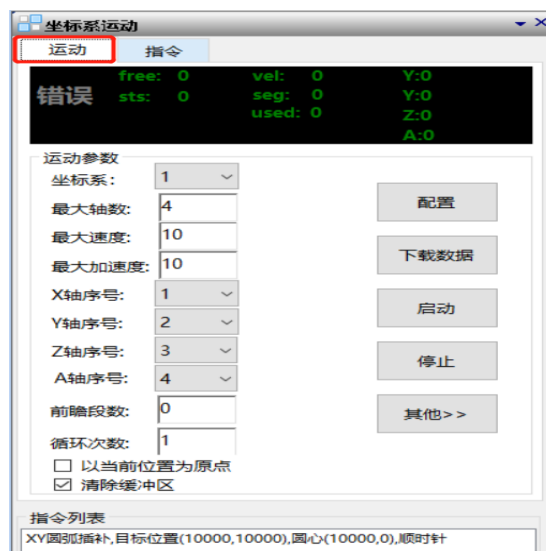 坐标系运动
运动 指令
错误 free: 0 vel: 0 Y:0
sts: 0 seg: 0 Y:0
used: 0 Z:0
A:0
运动参数
坐标系: 1
最大轴数: 4 配置
最大速度: 10
最大加速度: 10 下载数据
X轴序号: 1 启动
Y轴序号: 2
Z轴序号: 3 停止
A轴序号: 4
前瞻段数: 0 其他>>
循环次数: 1
以当前位置为原点
清除缓冲区
指令列表
XY圆弧插补,目标位置(10000,10000),圆心(10000,0),顺时针